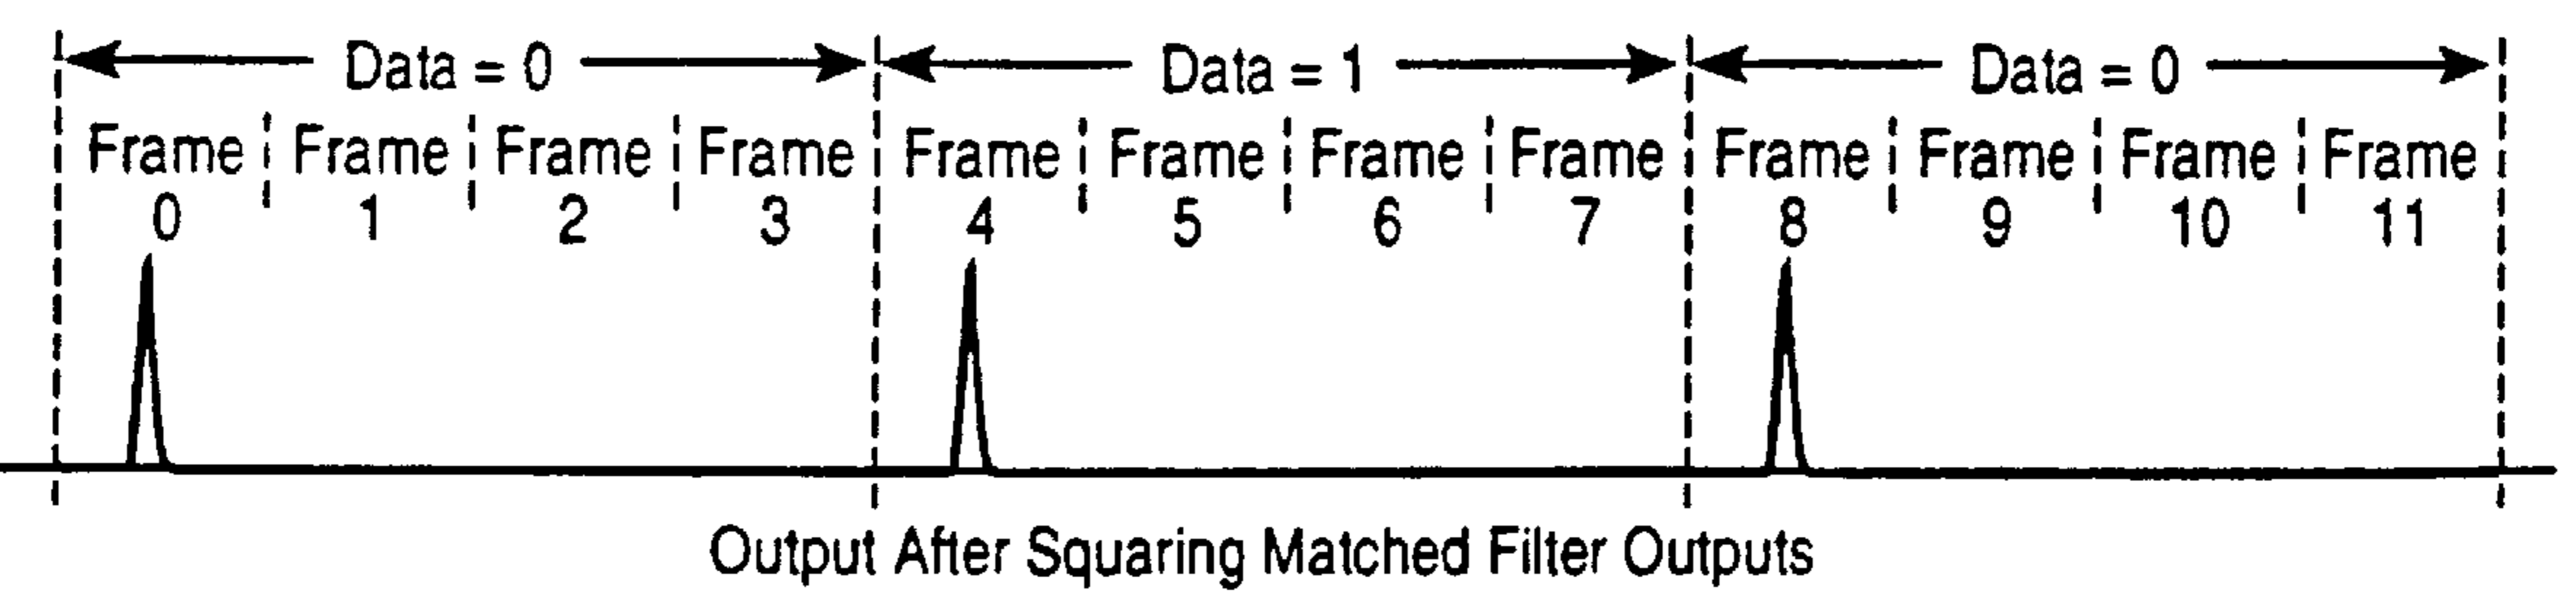 Data = 0 Data = 1 Data = 0
Frame Frame Frame Frame Frame Frame Frame Frame Frame Frame Frame Frame
0 1 2 3 4 5 6 7 8 9 10 11
Output After Squaring Matched Filter Outputs